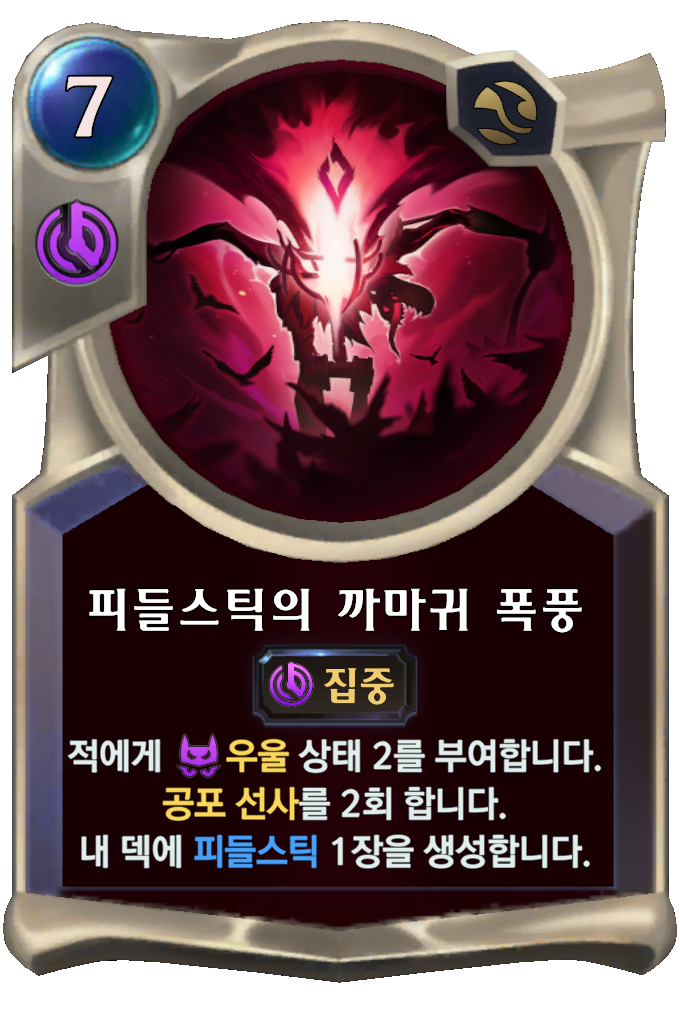 7
피들스틱의 까마귀 폭풍
집중
적에게 우울 상태 2를 부여합니다.
공포 선사를 2회 합니다.
내 덱에 피들스틱 1장을 생성합니다.